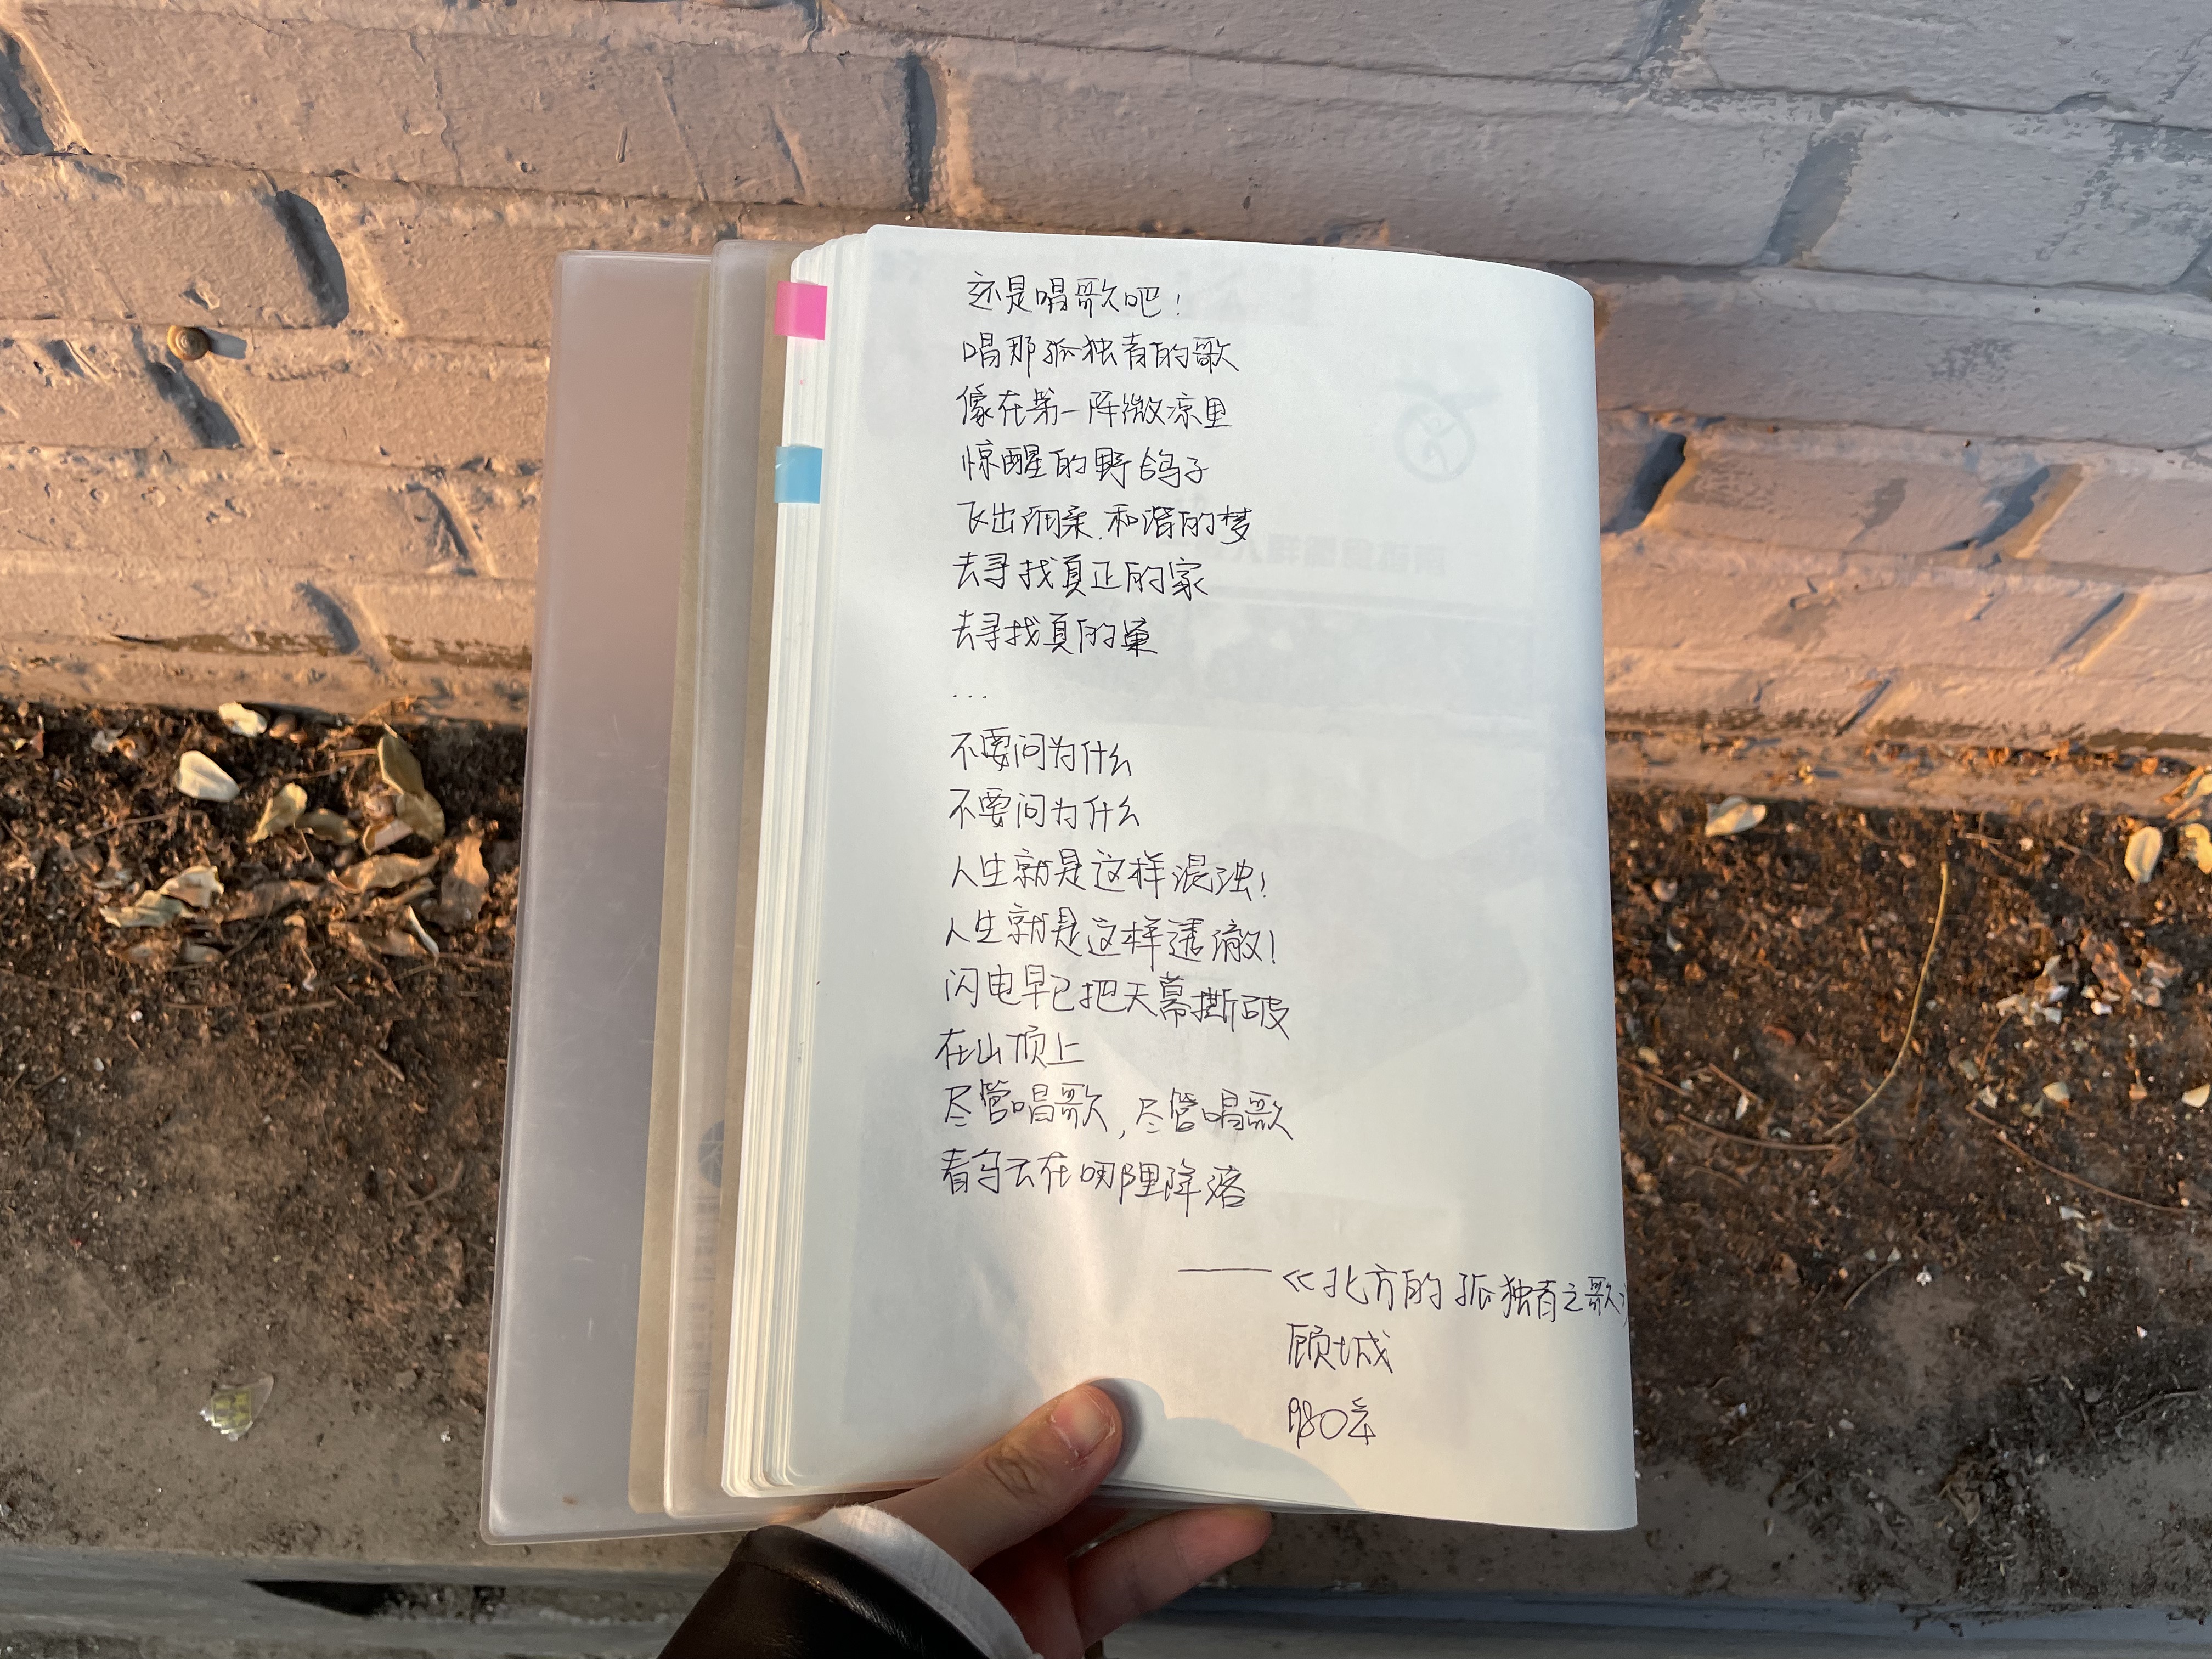 还是唱歌吧！
唱那孤独者的歌
像在第一阵微凉里
惊醒的野鸽子
飞出润柔、和谐的梦
去寻找真正的家
去寻找真的巢
...
不要问为什么
不要问为什么
人生就是这样混浊！
人生就是这样透澈！
闪电早已把天幕撕破
在山顶上
尽管唱歌，尽管唱歌
看乌云在哪里降落
——《北方的孤独者之歌》
顾城
1980年